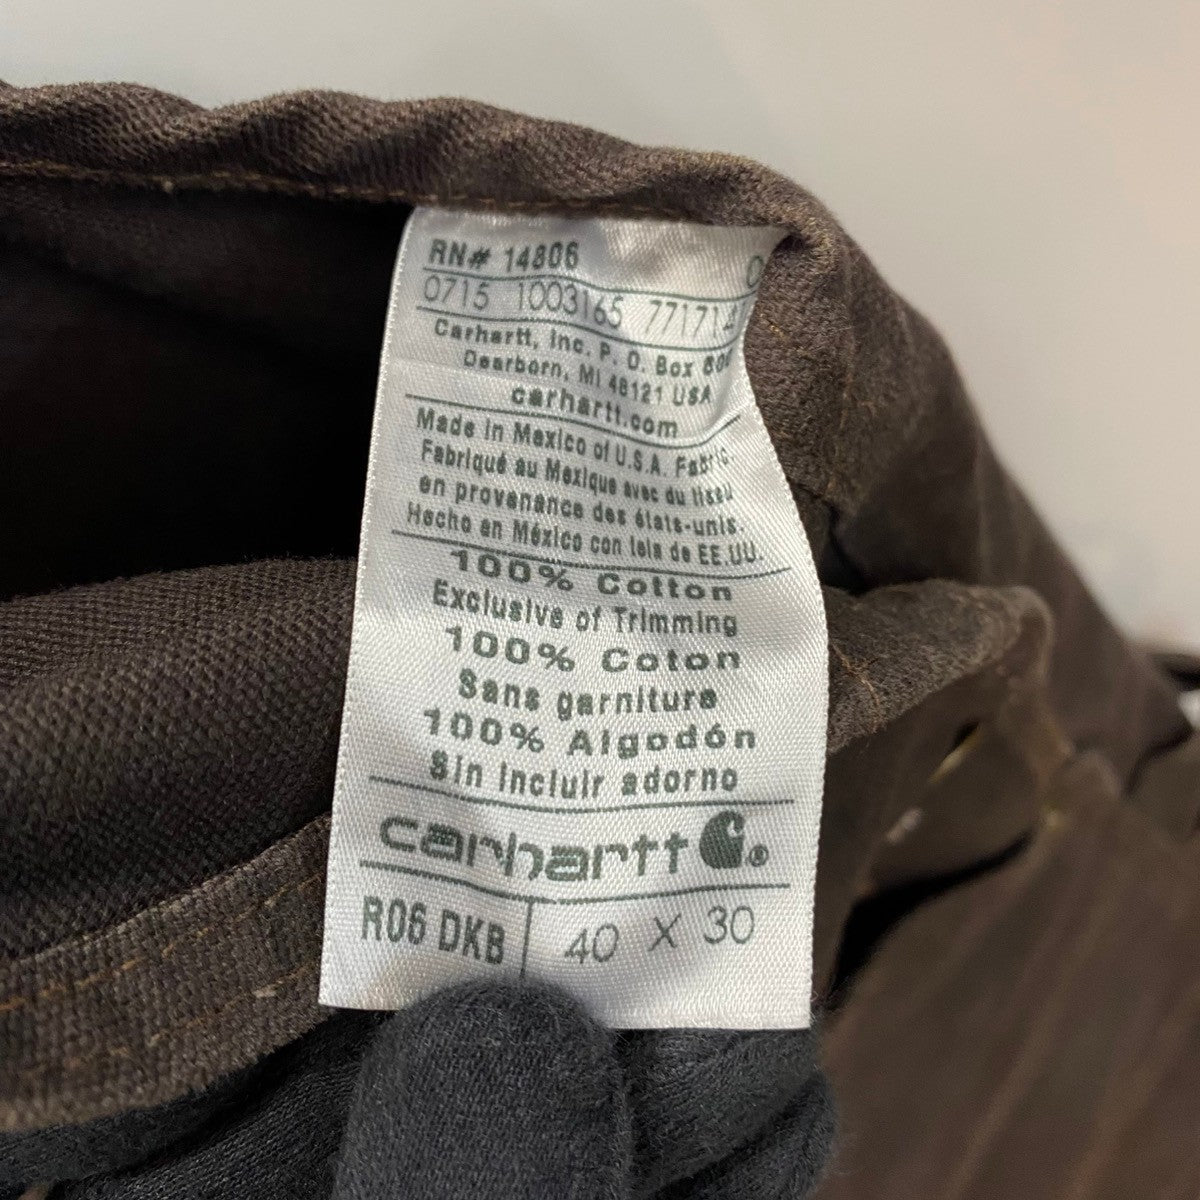 RN# 14806
0715 1003165 77171
Carhartt, Inc. P. O. Box
Dearborn, MI 48121 USA
carhartt.com
Made in Mexico of U.S.A. Fabric.
Fabriqué au Mexique avec du tissu
en provenance des états-unis.
Hecho en México con tela de EE.UU.
100% Cotton
Exclusive of Trimming
100% Coton
Sans garniture
100% Algodón
Sin incluir adorno
carhartt ®
R06 DKB 40 X 30